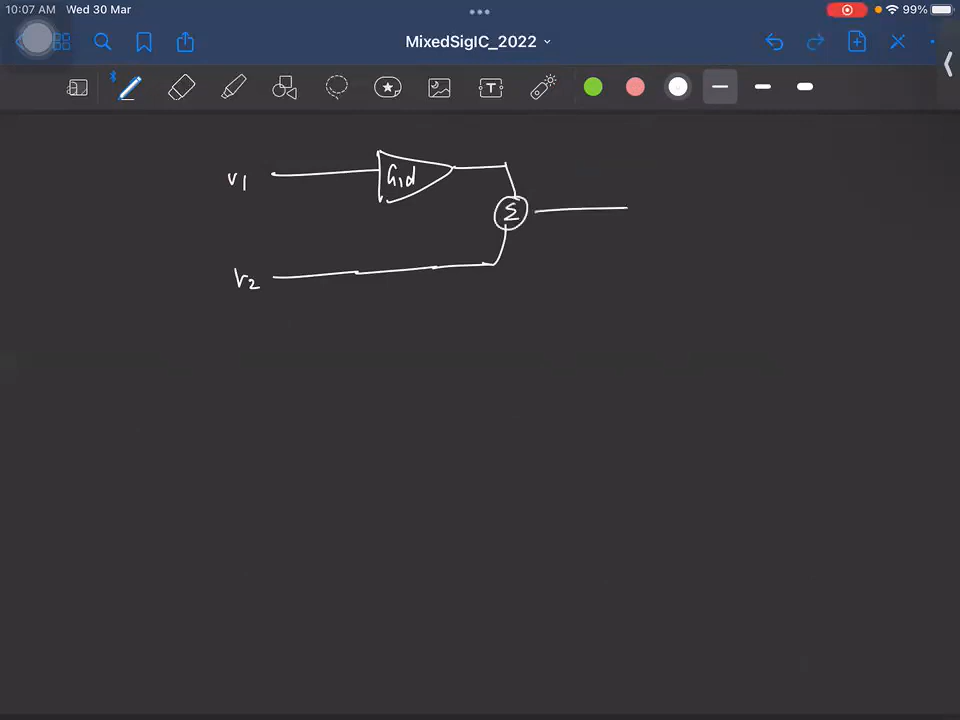 10:07 AM Wed 30 Mar
99%
MixedSigIC_2022
T
V1
G1d
Σ
V2